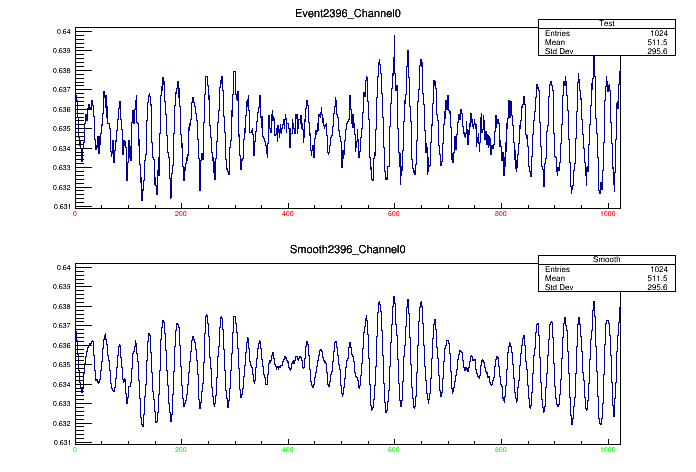 Event2396_Channel0
Test
Entries 1024
Mean 511.5
Std Dev 295.6
0.64
0.639
0.638
0.637
0.636
0.635
0.634
0.633
0.632
0.631
0 200 400 600 800 1000
Smooth2396_Channel0
Smooth
Entries 1024
Mean 511.5
Std Dev 295.6
0.64
0.639
0.638
0.637
0.636
0.635
0.634
0.633
0.632
0.631
0 200 400 600 800 1000